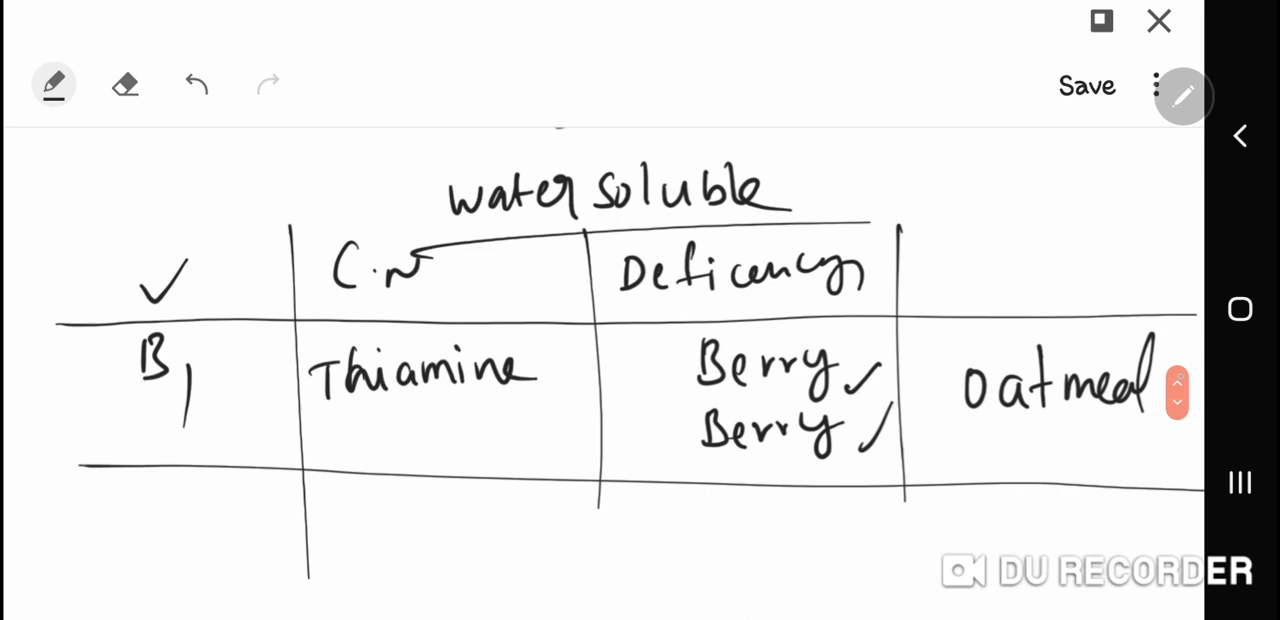 Save
water soluble
C.N Deficency
B1 Thiamine Berry Oatmeal
Berry
DU RECORDER